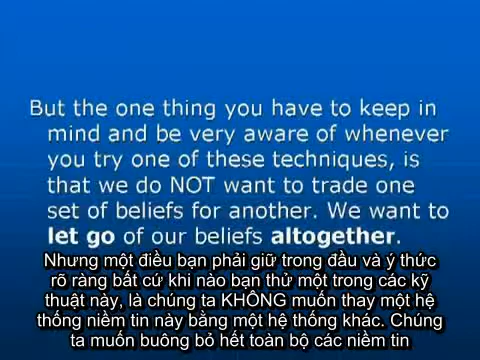 But the one thing you have to keep in
mind and be very aware of whenever
you try one of these techniques, is
that we do NOT want to trade one
set of beliefs for another. We want to
let go of our beliefs altogether.
Nhưng một điều bạn phải giữ trong đầu và ý thức
rõ ràng bất cứ khi nào bạn thử một trong các kỹ
thuật này, là chúng ta KHÔNG muốn thay một hệ
thống niềm tin này bằng một hệ thống khác. Chúng
ta muốn buông bỏ hết toàn bộ các niềm tin